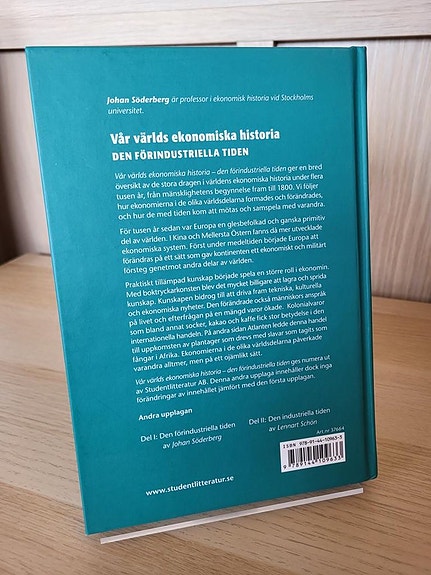 Johan Söderberg är professor i ekonomisk historia vid Stockholms
universitet.
Vår världs ekonomiska historia
DEN FÖRINDUSTRIELLA TIDEN
Vår världs ekonomiska historia – den förindustriella tiden ger en bred
översikt av de stora dragen i världens ekonomiska historia under flera
tusen år, från mänsklighetens begynnelse fram till 1800. Vi följer
hur ekonomierna i de olika världsdelarna formades och förändrades,
och hur de med tiden kom att mötas och samspela med varandra.
För tusen år sedan var Europa en glesbefolkad och ganska primitiv
del av världen. I Kina och Mellersta Östern fanns då mer utvecklade
ekonomiska system. Först under medeltiden började Europa att
förändras på ett sätt som gav kontinenten ett ekonomiskt och militärt
försteg genetmot andra delar av världen.
Praktiskt tillämpad kunskap började spela en större roll i ekonomin.
Med boktryckarkonsten blev det mycket billigare att lagra och sprida
kunskap. Kunskapen bidrog till att driva fram tekniska, kulturella
och ekonomiska nyheter. Den förändrade också människors anspråk
på livet och efterfrågan på en mängd varor ökade. Kolonialvaror
som bland annat socker, kakao och kaffe fick stor betydelse i den
internationella handeln. På andra sidan Atlanten ledde denna handel
till uppkomsten av plantager som drevs med slavar som tagits som
fångar i Afrika. Ekonomierna i de olika världsdelarna påverkade
varandra alltmer, men på ett ojämlikt sätt.
Vår världs ekonomiska historia – den förindustriella tiden ges numera ut
av Studentlitteratur AB. Denna andra upplaga innehåller dock inga
förändringar av innehållet jämfört med den första upplagan.
Andra upplagan
Del I: Den förindustriella tiden
av Johan Söderberg
Del II: Den industriella tiden
av Lennart Schön
Art.nr 37664
ISBN 978-91-44-10963-3
9 789144 109633
www.studentlitteratur.se